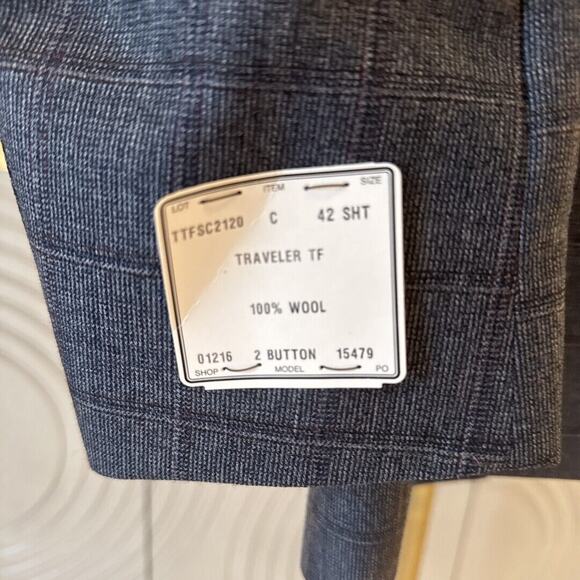 LOT ITEM SIZE
TTFSC2120 C 42 SHT
TRAVELER TF
100% WOOL
01216 2 BUTTON 15479
SHOP MODEL PO